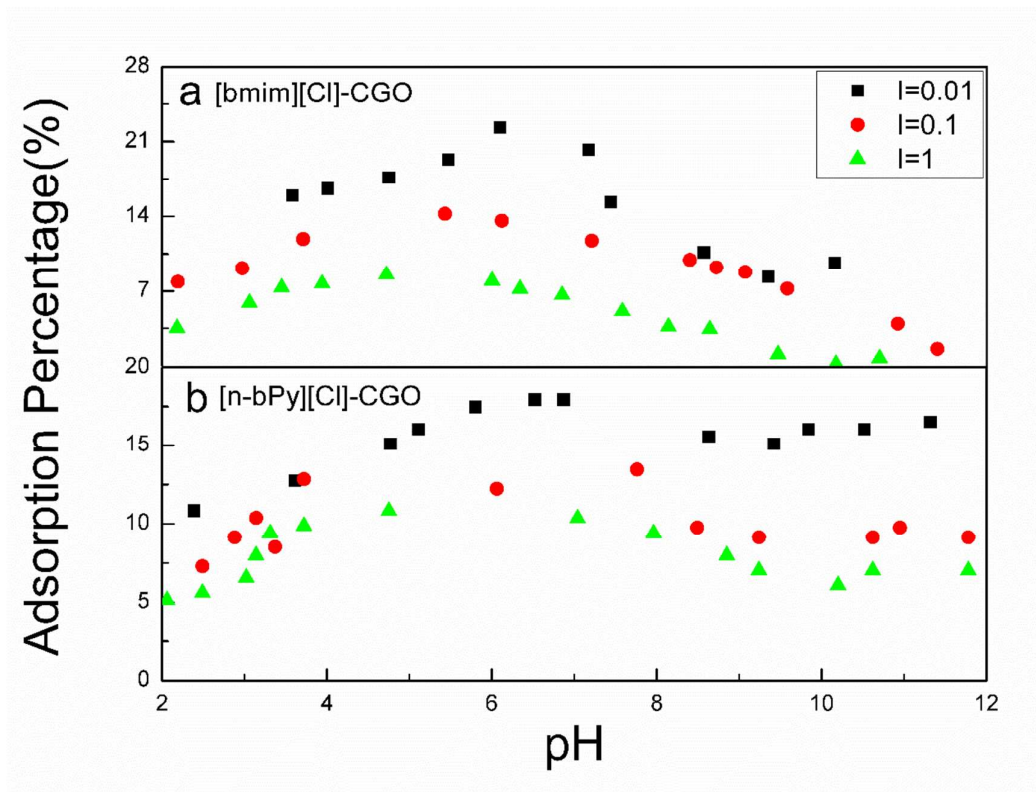 Adsorption Percentage(%)
28
21
14
7
a [bmim][Cl]-CGO
I=0.01
I=0.1
I=1
20
15
10
5
0
b [n-bPy][Cl]-CGO
2 4 6 8 10 12
pH